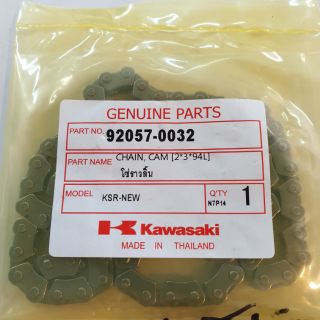 GENUINE PARTS
PART NO. 92057-0032
PART NAME CHAIN, CAM [2*3*94L]
โซ่ราวลิ้น
MODEL KSR-NEW Q'TY 1
N7P14
Kawasaki
MADE IN THAILAND